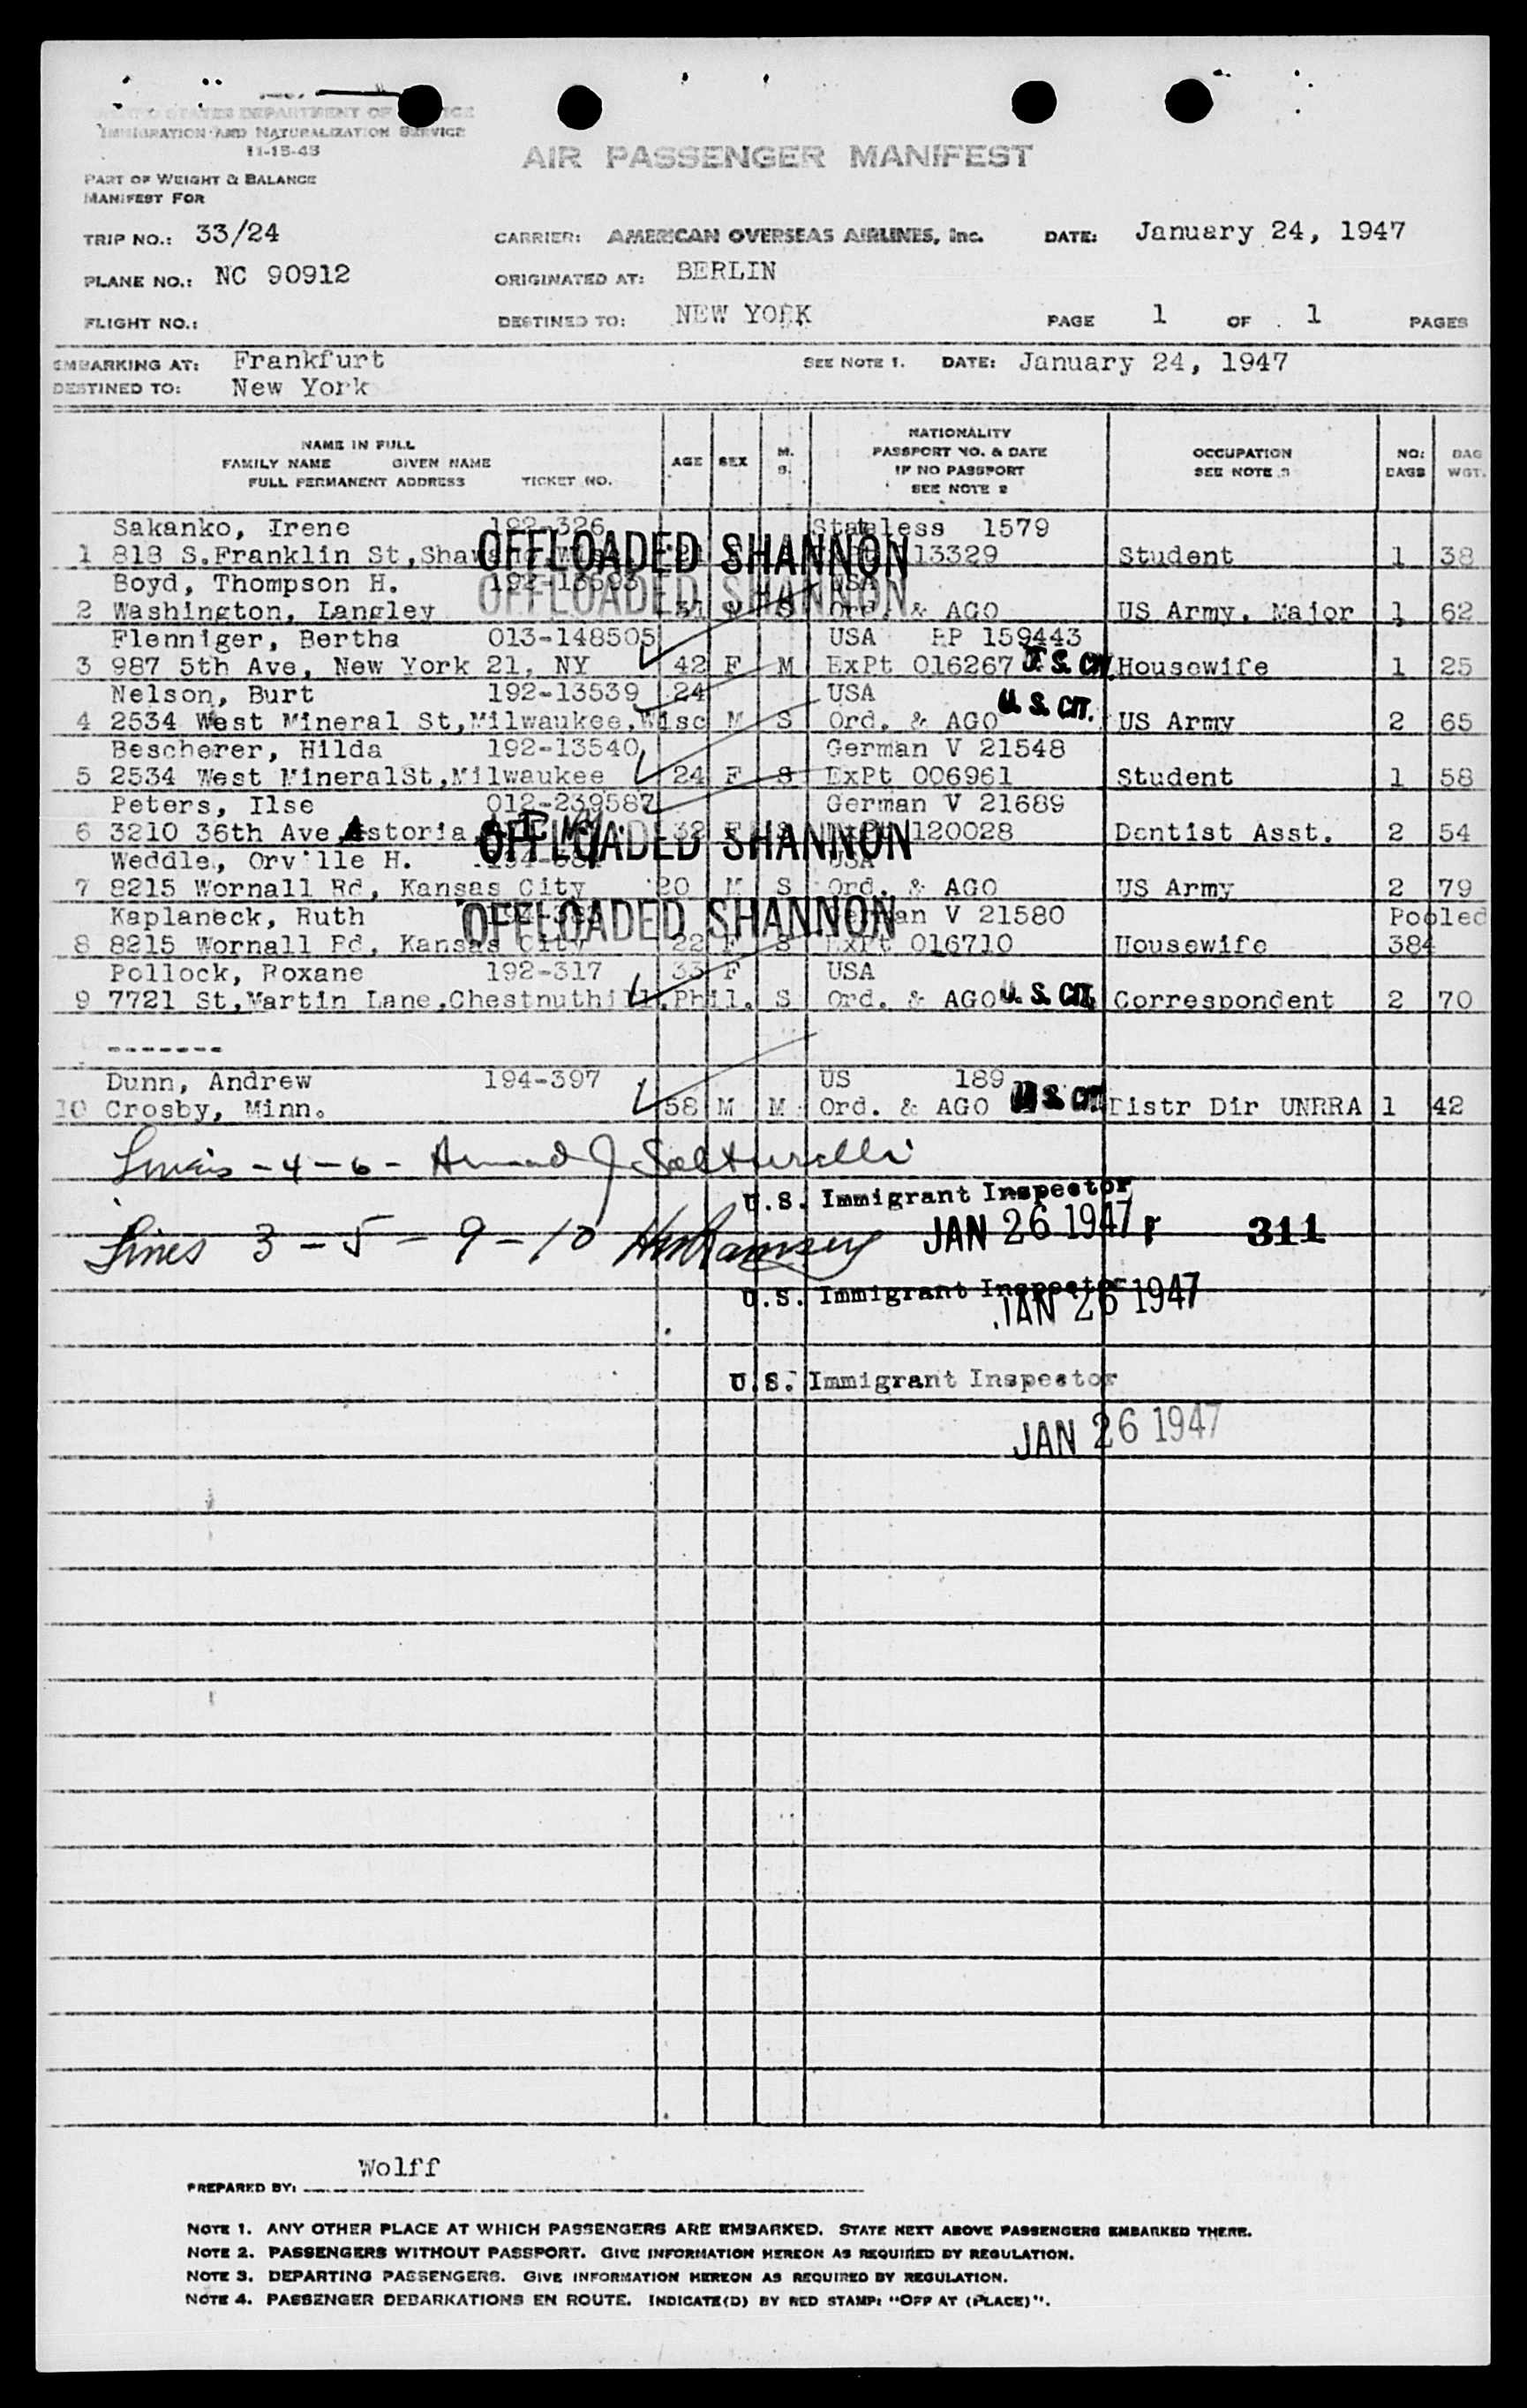 UNITED STATES DEPARTMENT OF JUSTICE
IMMIGRATION AND NATURALIZATION SERVICE
11-15-43
AIR PASSENGER MANIFEST
PART OF WEIGHT & BALANCE
MANIFEST FOR
TRIP NO.: 33/24 CARRIER: AMERICAN OVERSEAS AIRLINES, Inc. DATE: January 24, 1947
PLANE NO.: NC 90912 ORIGINATED AT: BERLIN
FLIGHT NO.: DESTINED TO: NEW YORK PAGE 1 OF 1 PAGES
EMBARKING AT: Frankfurt SEE NOTE 1. DATE: January 24, 1947
DESTINED TO: New York
NAME IN FULL
FAMILY NAME GIVEN NAME
FULL PERMANENT ADDRESS TICKET NO.
AGE SEX M. S.
NATIONALITY
PASSPORT NO. & DATE
IF NO PASSPORT
SEE NOTE 2
OCCUPATION
SEE NOTE 3
NO: BAGS
BAG WGT.
Sakanko, Irene 192-326 Stateless 1579
1 818 S.Franklin St, 13329 Student 1 38
OFFLOADED SHANNON
Boyd, Thompson H. 192-13593 USA
2 Washington, Langley 31 M S Ord. & AGO US Army, Major 1 62
OFFLOADED SHANNON
Flenniger, Bertha 013-148505 USA PP 159443
3 987 5th Ave, New York 21, NY 42 F M ExPt 016267 U.S. CIT. Housewife 1 25
Nelson, Burt 192-13539 24 USA
4 2534 West Mineral St,Milwaukee,Wisc M S Ord. & AGO U.S. CIT. US Army 2 65
Bescherer, Hilda 192-13540 German V 21548
5 2534 West MineralSt,Milwaukee 24 F S ExPt 006961 Student 1 58
Peters, Ilse 012-239587 German V 21689
6 3210 36th Ave Astoria, 32 F S 120028 Dentist Asst. 2 54
OFFLOADED SHANNON
Weddle, Orville H. USA
7 8215 Wornall Rd, Kansas City 20 M S Ord. & AGO US Army 2 79
Kaplaneck, Ruth German V 21580 Pooled
OFFLOADED SHANNON
8 8215 Wornall Rd, Kansas City 22 F S ExPt 016710 Housewife 384
Pollock, Roxane 192-317 33 F USA
9 7721 St,Martin Lane,Chestnuthill,Phil. S Ord. & AGO U.S. CIT. Correspondent 2 70
-------
Dunn, Andrew 194-397 US 189
10 Crosby, Minn. 58 M M Ord. & AGO U.S. CIT. Distr Dir UNRRA 1 42
- 4 - 6 -
U.S. Immigrant Inspector
Lines 3 - 5 - 9 - 10 JAN 26 1947 311
U.S. Immigrant Inspector
JAN 26 1947
U.S. Immigrant Inspector
JAN 26 1947
PREPARED BY: Wolff
NOTE 1. ANY OTHER PLACE AT WHICH PASSENGERS ARE EMBARKED. STATE NEXT ABOVE PASSENGERS EMBARKED THERE.
NOTE 2. PASSENGERS WITHOUT PASSPORT. GIVE INFORMATION HEREON AS REQUIRED BY REGULATION.
NOTE 3. DEPARTING PASSENGERS. GIVE INFORMATION HEREON AS REQUIRED BY REGULATION.
NOTE 4. PASSENGER DEBARKATIONS EN ROUTE. INDICATE(D) BY RED STAMP: "OFF AT (PLACE)".